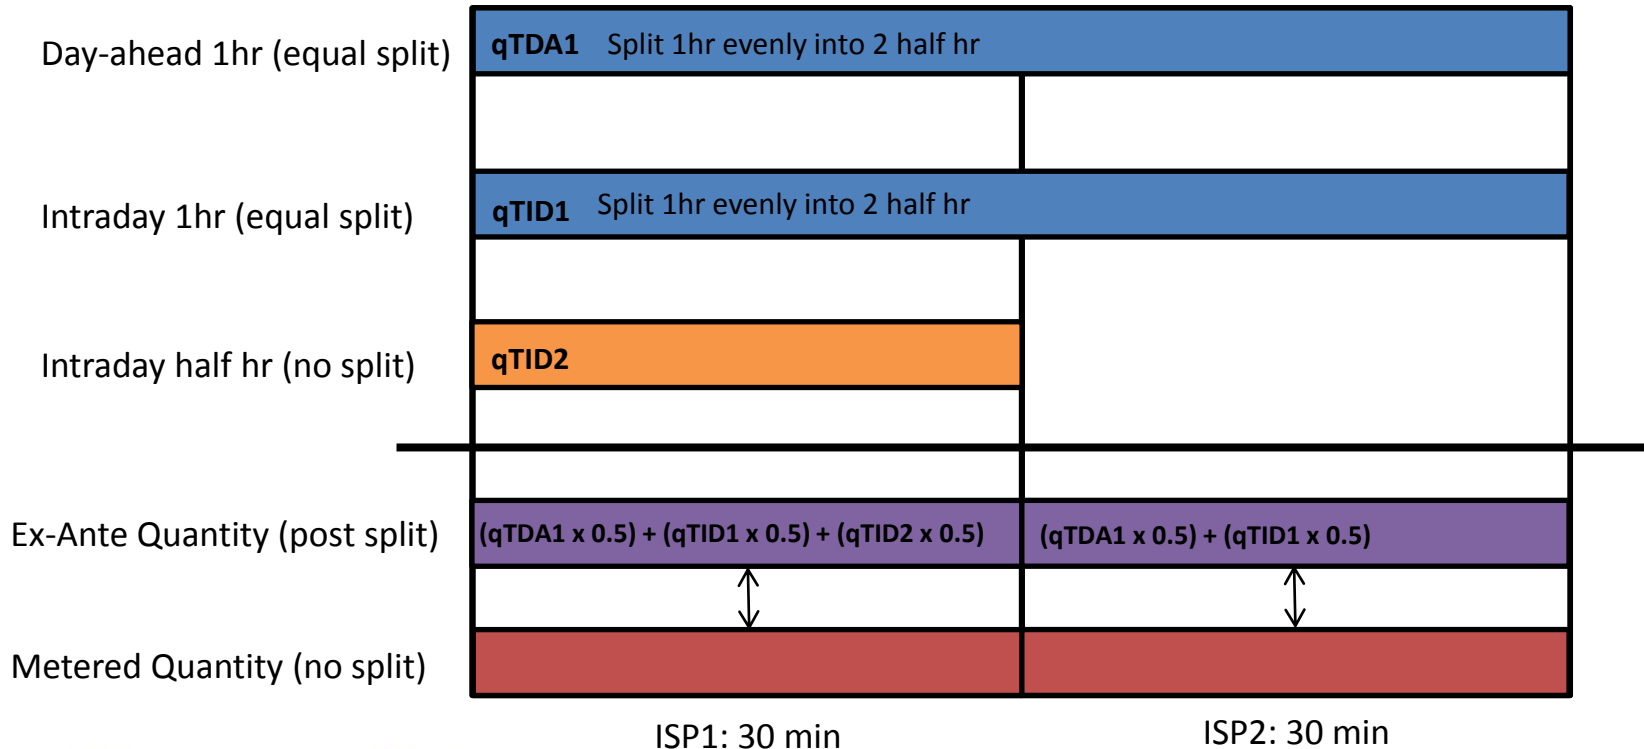 Day-ahead 1hr (equal split)
qTDA1 Split 1hr evenly into 2 half hr
Intraday 1hr (equal split)
qTID1 Split 1hr evenly into 2 half hr
Intraday half hr (no split)
qTID2
Ex-Ante Quantity (post split)
(qTDA1 x 0.5) + (qTID1 x 0.5) + (qTID2 x 0.5)
(qTDA1 x 0.5) + (qTID1 x 0.5)
Metered Quantity (no split)
ISP1: 30 min
ISP2: 30 min